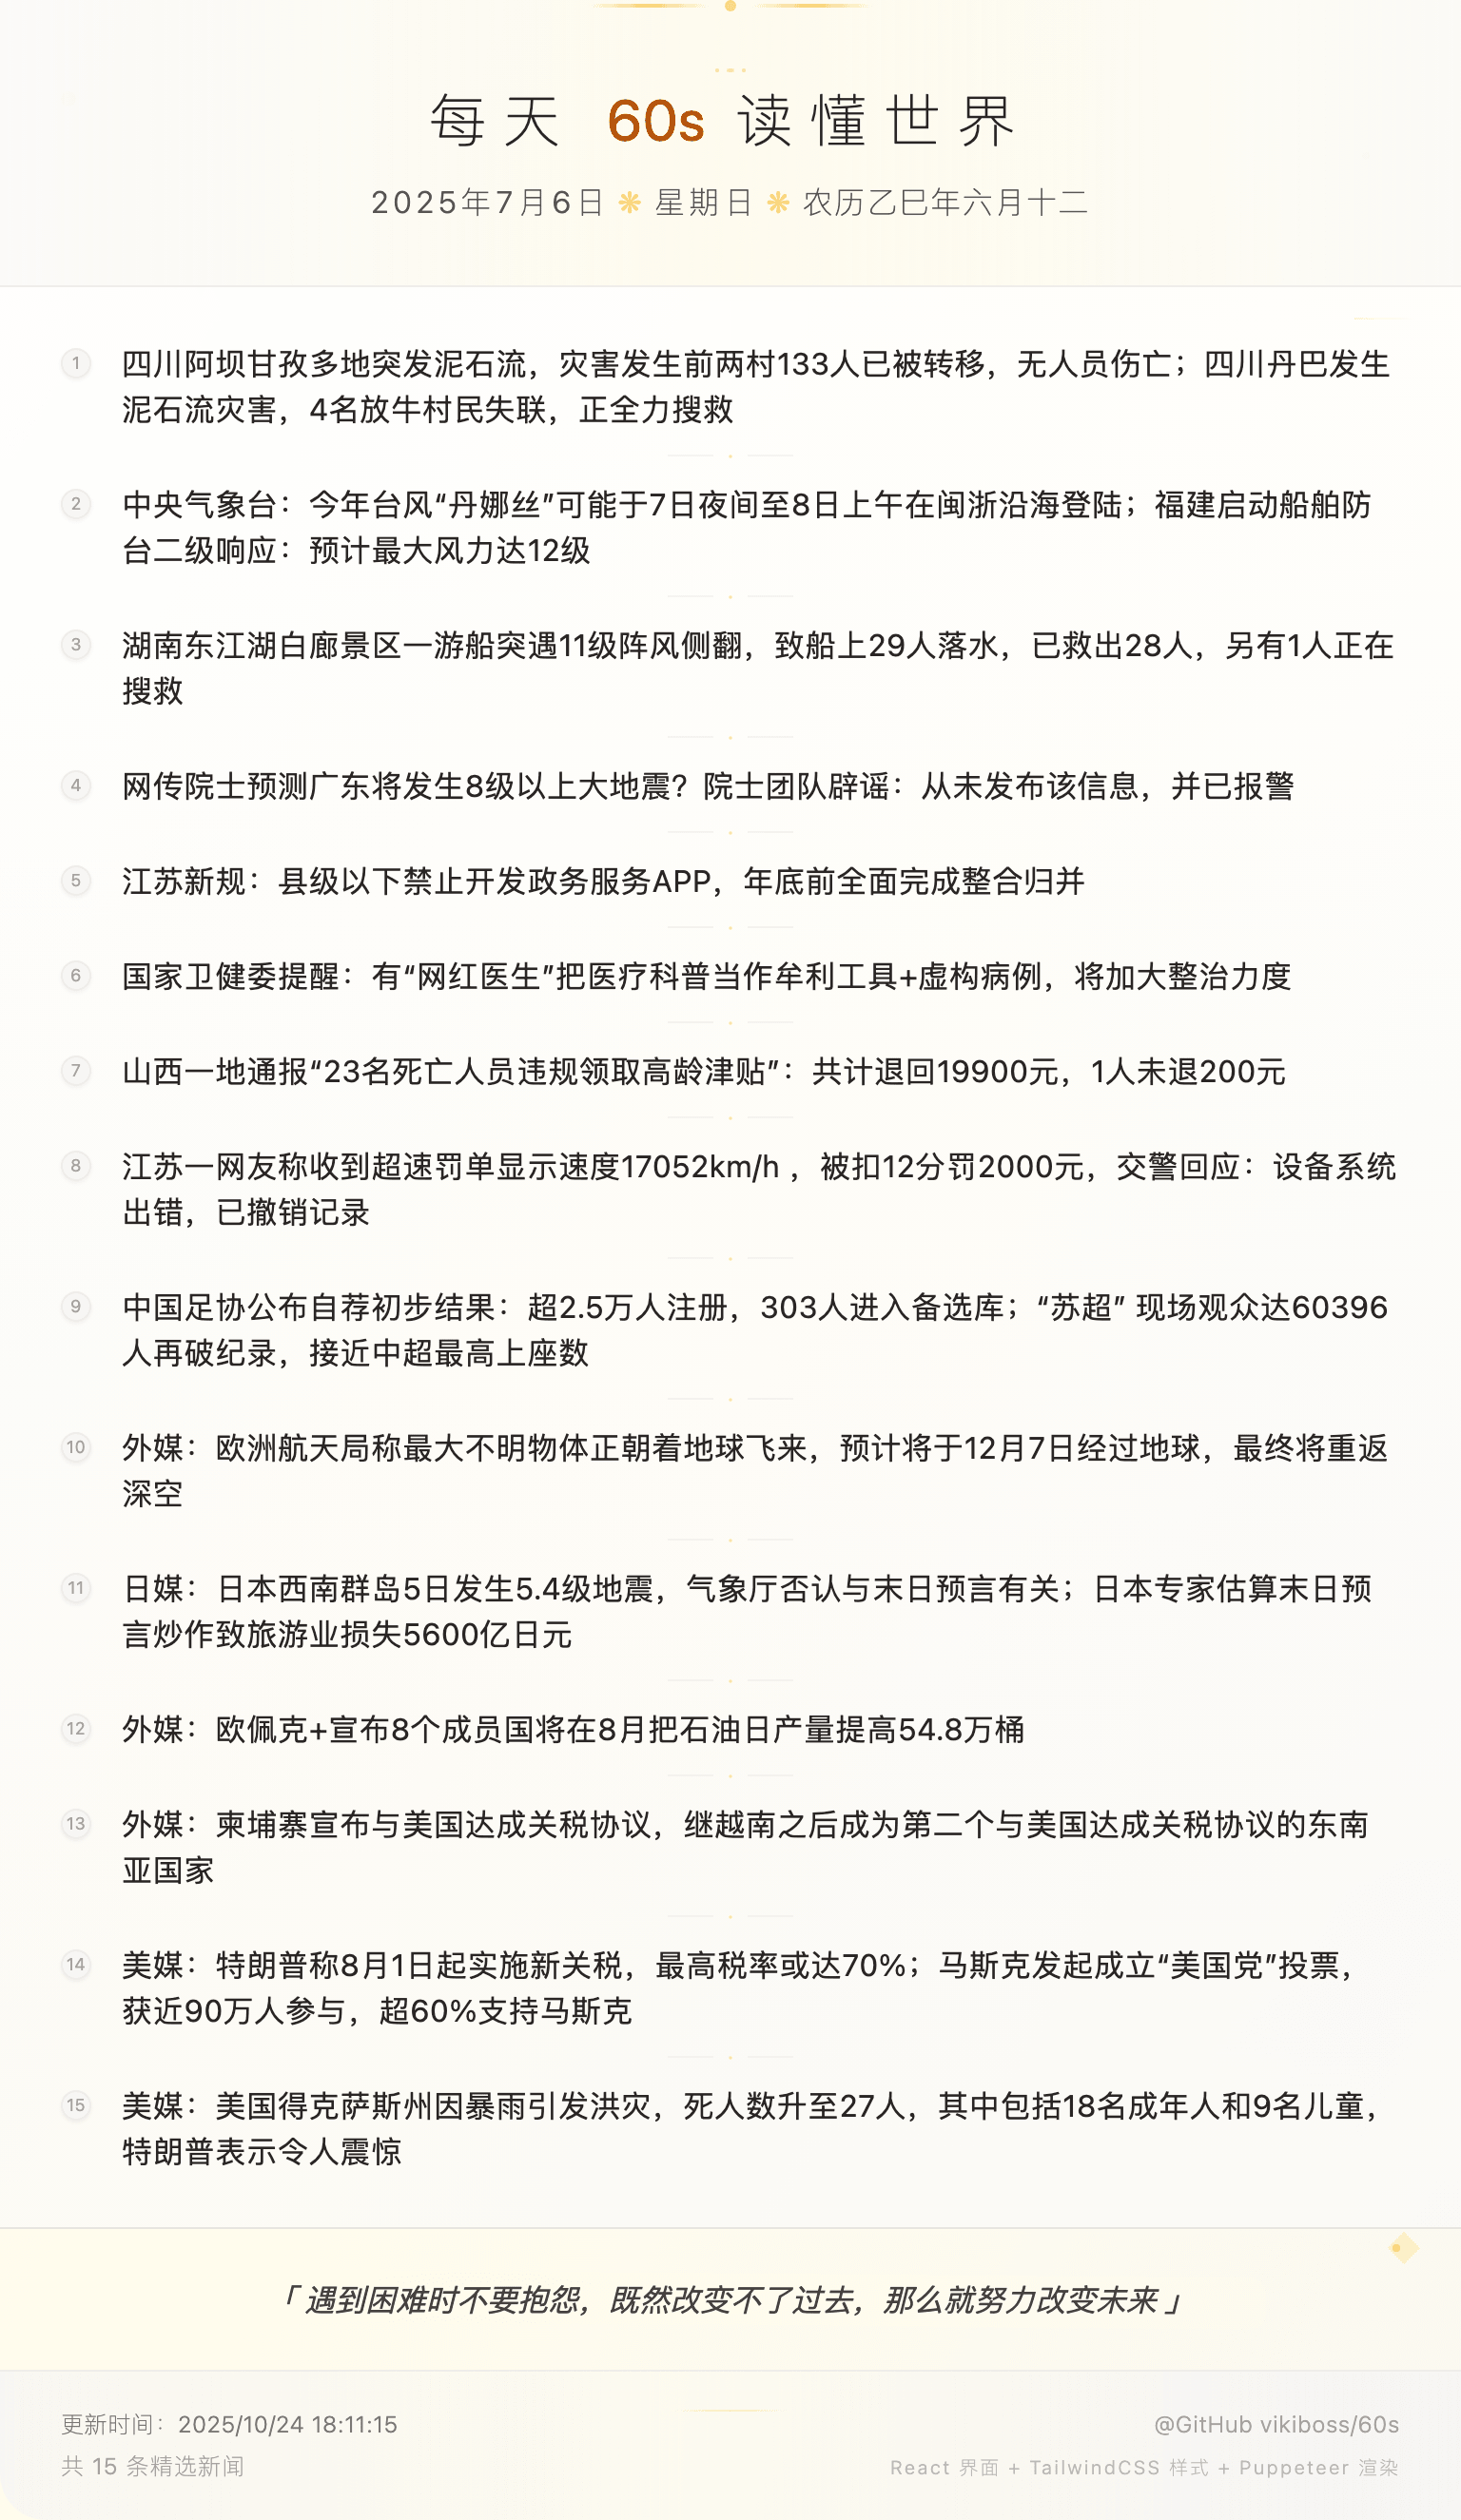 每天 60s 读懂世界
2025年7月6日 ❋ 星期日 ❋ 农历乙巳年六月十二
1 四川阿坝甘孜多地突发泥石流，灾害发生前两村133人已被转移，无人员伤亡；四川丹巴发生
泥石流灾害，4名放牛村民失联，正全力搜救
2 中央气象台：今年台风“丹娜丝”可能于7日夜间至8日上午在闽浙沿海登陆；福建启动船舶防
台二级响应：预计最大风力达12级
3 湖南东江湖白廊景区一游船突遇11级阵风侧翻，致船上29人落水，已救出28人，另有1人正在
搜救
4 网传院士预测广东将发生8级以上大地震？院士团队辟谣：从未发布该信息，并已报警
5 江苏新规：县级以下禁止开发政务服务APP，年底前全面完成整合归并
6 国家卫健委提醒：有“网红医生”把医疗科普当作牟利工具+虚构病例，将加大整治力度
7 山西一地通报“23名死亡人员违规领取高龄津贴”：共计退回19900元，1人未退200元
8 江苏一网友称收到超速罚单显示速度17052km/h ，被扣12分罚2000元，交警回应：设备系统
出错，已撤销记录
9 中国足协公布自荐初步结果：超2.5万人注册，303人进入备选库；“苏超” 现场观众达60396
人再破纪录，接近中超最高上座数
10 外媒：欧洲航天局称最大不明物体正朝着地球飞来，预计将于12月7日经过地球，最终将重返
深空
11 日媒：日本西南群岛5日发生5.4级地震，气象厅否认与末日预言有关；日本专家估算末日预
言炒作致旅游业损失5600亿日元
12 外媒：欧佩克+宣布8个成员国将在8月把石油日产量提高54.8万桶
13 外媒：柬埔寨宣布与美国达成关税协议，继越南之后成为第二个与美国达成关税协议的东南
亚国家
14 美媒：特朗普称8月1日起实施新关税，最高税率或达70%；马斯克发起成立“美国党”投票，
获近90万人参与，超60%支持马斯克
15 美媒：美国得克萨斯州因暴雨引发洪灾，死人数升至27人，其中包括18名成年人和9名儿童，
特朗普表示令人震惊
「 遇到困难时不要抱怨，既然改变不了过去，那么就努力改变未来 」
更新时间：2025/10/24 18:11:15
@GitHub vikiboss/60s
共 15 条精选新闻
React 界面 + TailwindCSS 样式 + Puppeteer 渲染